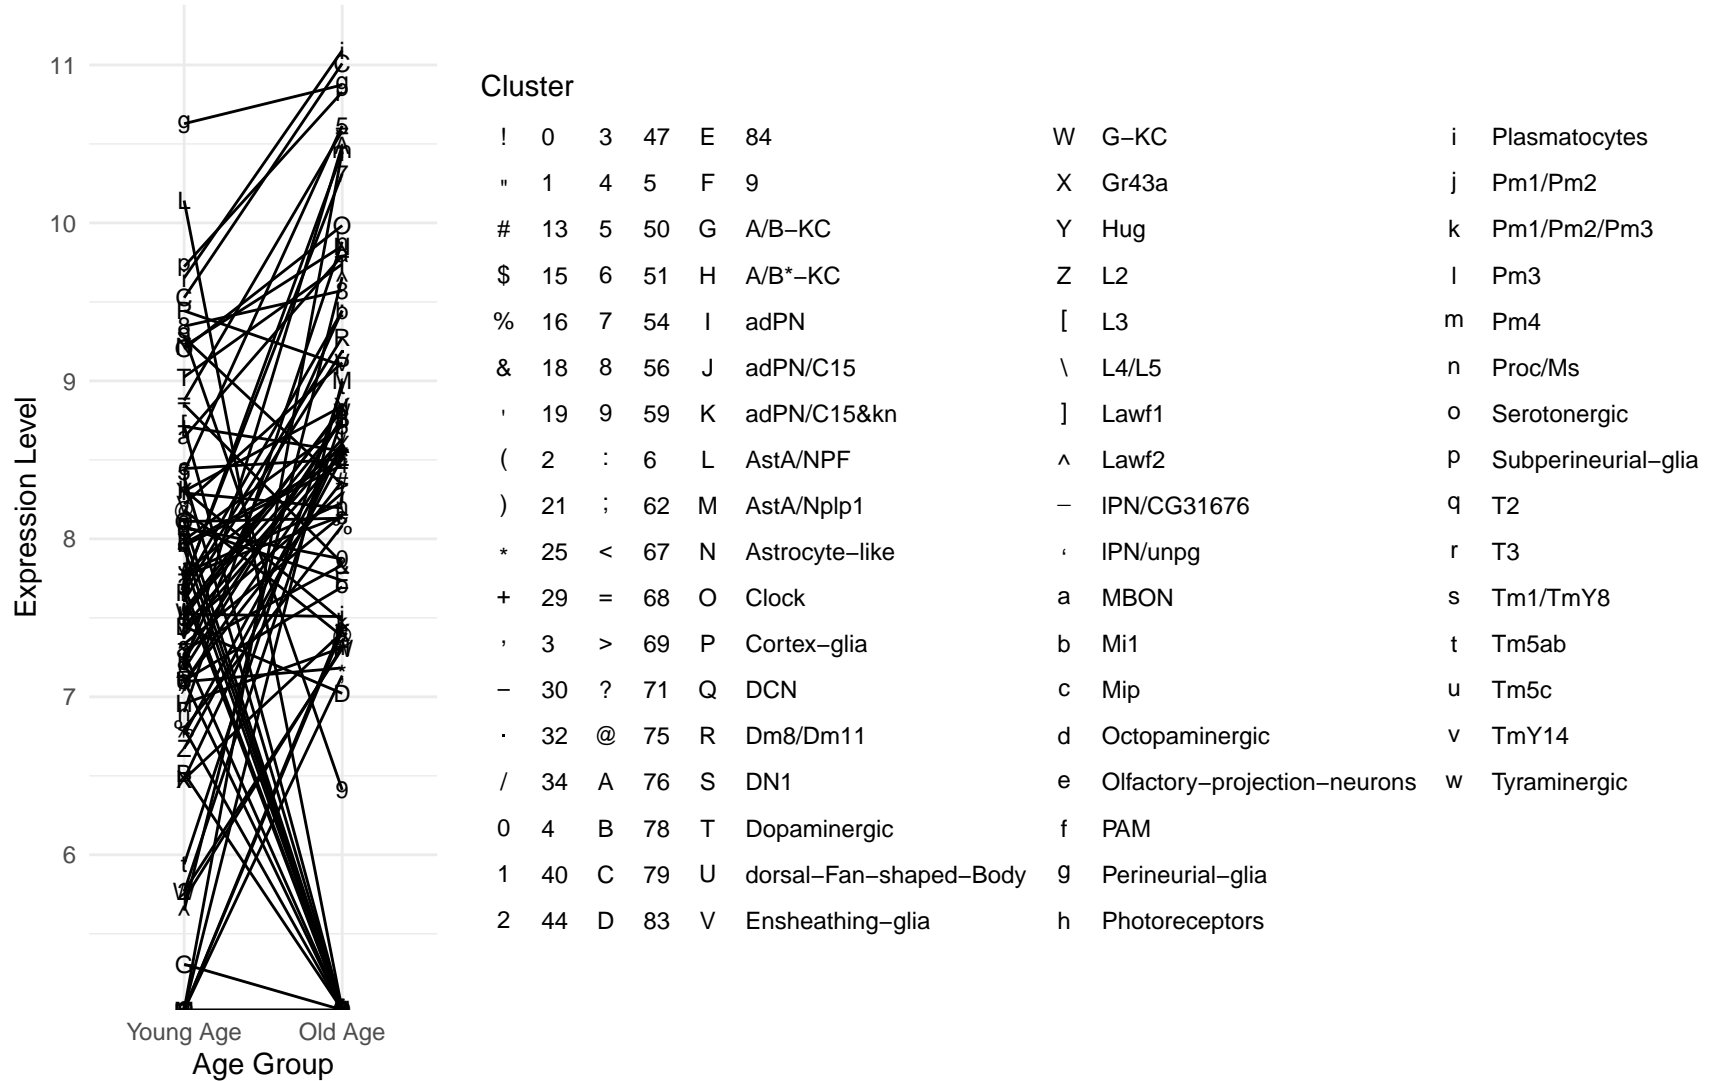 Cluster
! 0 3 47 E 84 W G−KC i Plasmatocytes
" 1 4 5 F 9 X Gr43a j Pm1/Pm2
# 13 5 50 G A/B−KC Y Hug k Pm1/Pm2/Pm3
$ 15 6 51 H A/B*−KC Z L2 l Pm3
% 16 7 54 I adPN [ L3 m Pm4
& 18 8 56 J adPN/C15 \ L4/L5 n Proc/Ms
' 19 9 59 K adPN/C15&kn ] Lawf1 o Serotonergic
( 2 : 6 L AstA/NPF ^ Lawf2 p Subperineurial−glia
) 21 ; 62 M AstA/Nplp1 − lPN/CG31676 q T2
* 25 < 67 N Astrocyte−like ‘ lPN/unpg r T3
+ 29 = 68 O Clock a MBON s Tm1/TmY8
, 3 > 69 P Cortex−glia b Mi1 t Tm5ab
− 30 ? 71 Q DCN c Mip u Tm5c
. 32 @ 75 R Dm8/Dm11 d Octopaminergic v TmY14
/ 34 A 76 S DN1 e Olfactory−projection−neurons w Tyraminergic
0 4 B 78 T Dopaminergic f PAM
1 40 C 79 U dorsal−Fan−shaped−Body g Perineurial−glia
2 44 D 83 V Ensheathing−glia h Photoreceptors
11
10
9
8
7
6
Expression Level
Young Age Old Age
Age Group